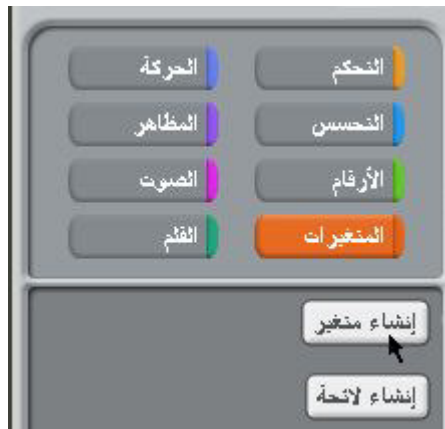 التحكم الحركة
التحسس المظاهر
الأرقام الصوت
المتغيرات القلم
إنشاء متغير
إنشاء لائحة